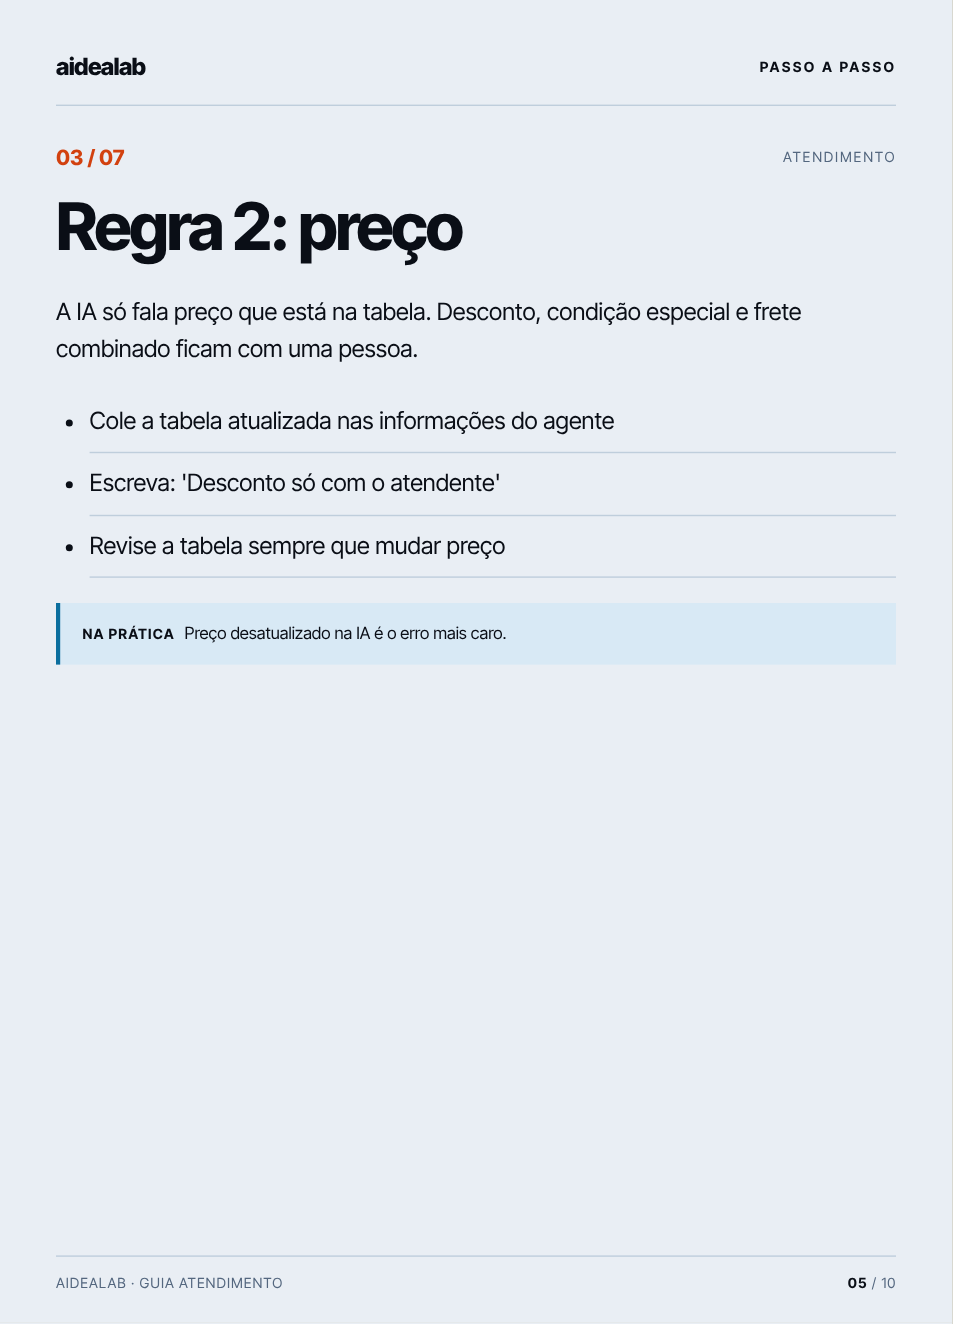 aidealab
PASSO A PASSO
03 / 07
ATENDIMENTO
Regra 2: preço
A IA só fala preço que está na tabela. Desconto, condição especial e frete
combinado ficam com uma pessoa.
• Cole a tabela atualizada nas informações do agente
• Escreva: 'Desconto só com o atendente'
• Revise a tabela sempre que mudar preço
NA PRÁTICA Preço desatualizado na IA é o erro mais caro.
AIDEALAB · GUIA ATENDIMENTO
05 / 10